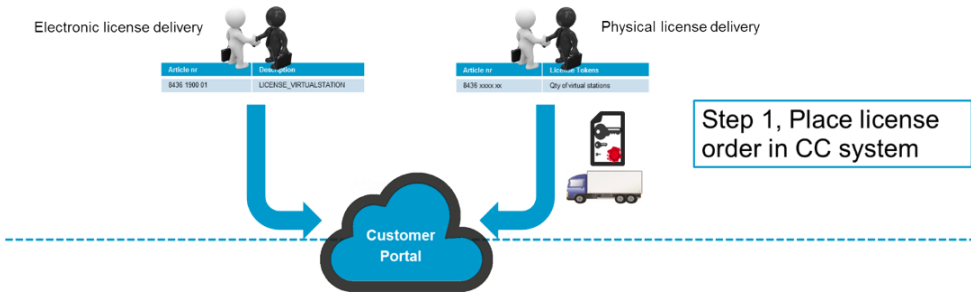 Electronic license delivery
Physical license delivery
Article nr Description
8436 1900 01 LICENSE_VIRTUALSTATION
Article nr License Tokens
8436 xxxx xx Qty of virtual stations
Step 1, Place license
order in CC system
Customer
Portal